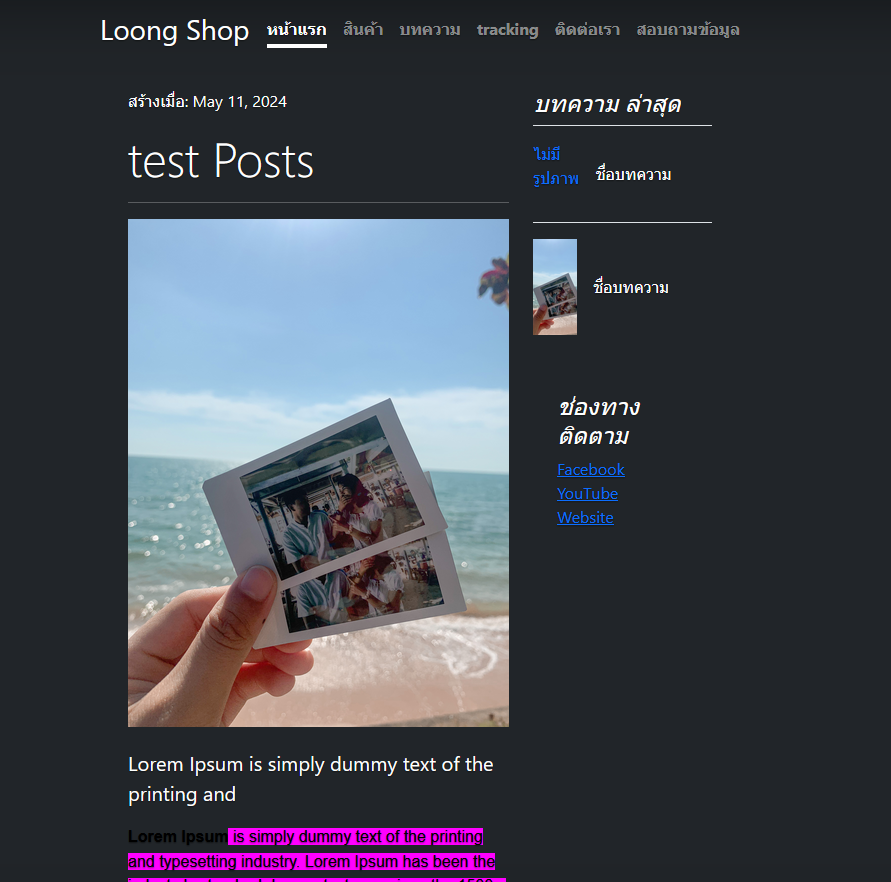 Loong Shop หน้าแรก สินค้า บทความ tracking ติดต่อเรา สอบถามข้อมูล
สร้างเมื่อ: May 11, 2024
test Posts
Lorem Ipsum is simply dummy text of the
printing and
Lorem Ipsum is simply dummy text of the printing
and typesetting industry. Lorem Ipsum has been the
บทความ ล่าสุด
ไม่มี
รูปภาพ
ชื่อบทความ
ชื่อบทความ
ช่องทาง
ติดตาม
Facebook
YouTube
Website